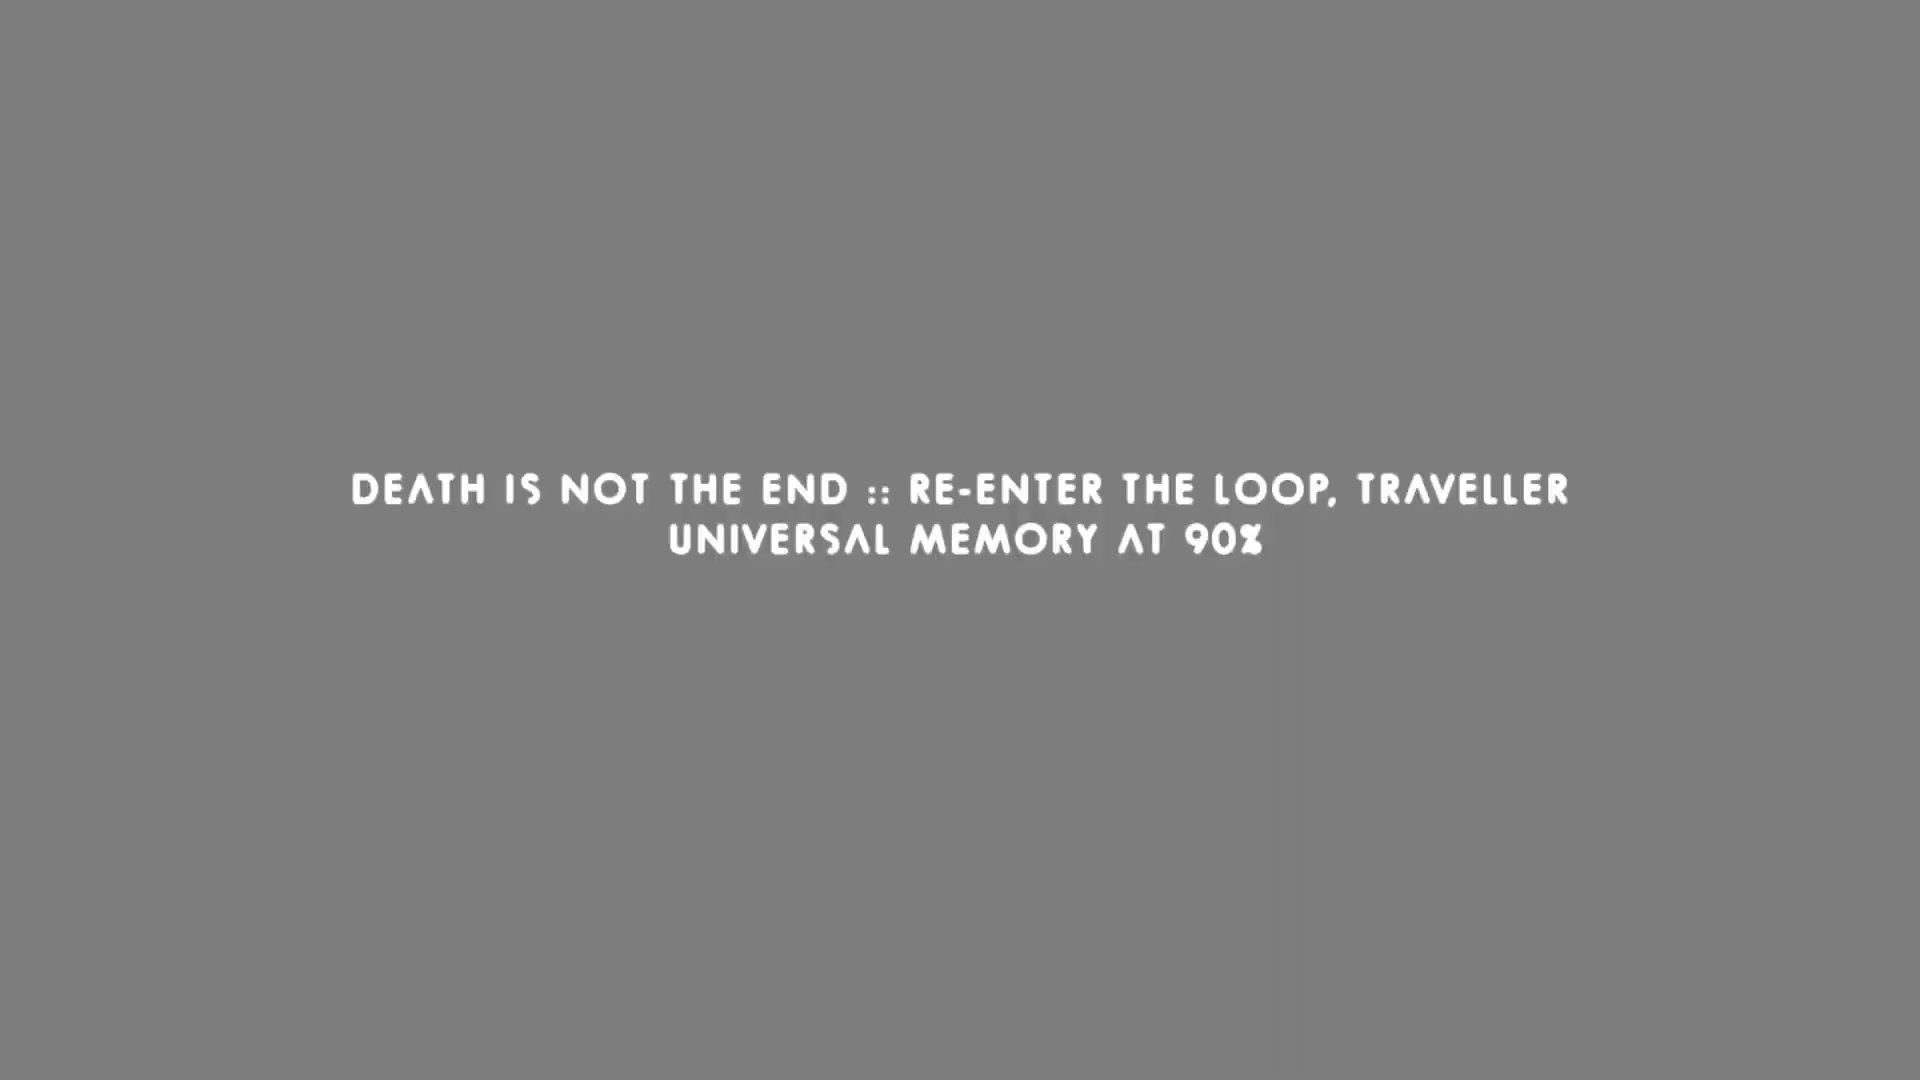 DEATH IS NOT THE END :: RE-ENTER THE LOOP, TRAVELLER
UNIVERSAL MEMORY AT 90%